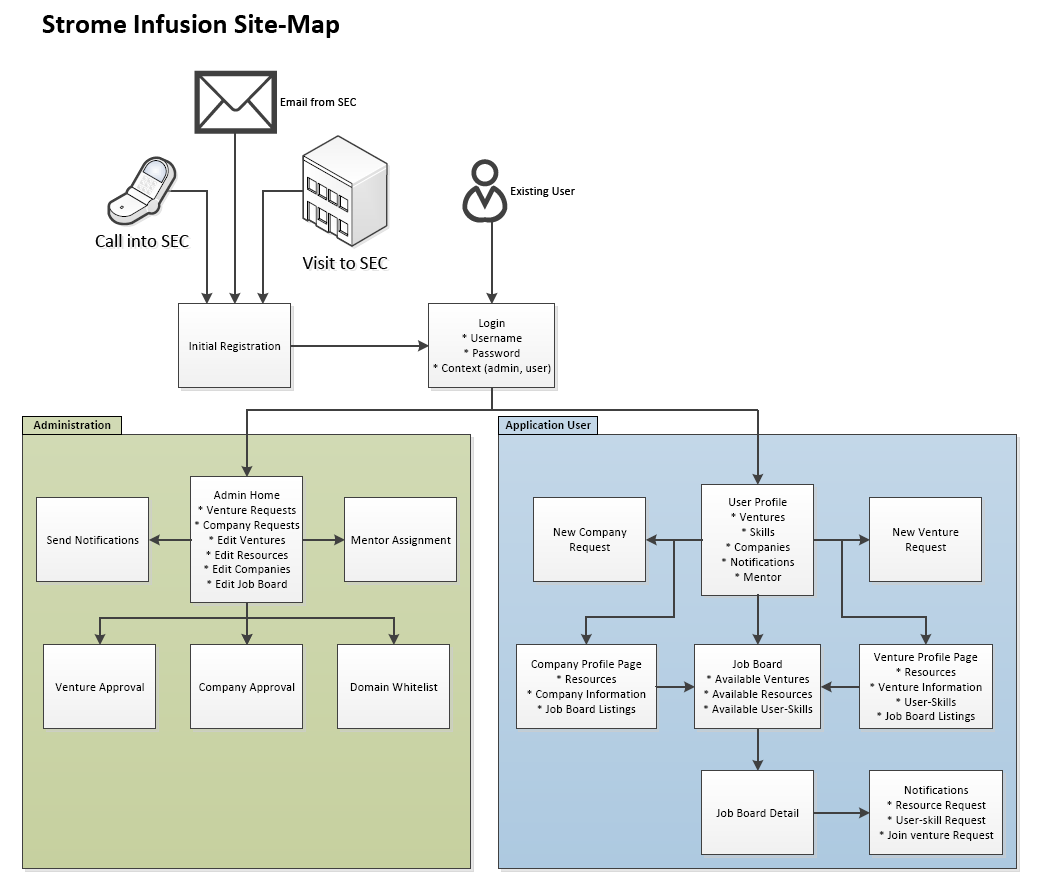 Strome Infusion Site-Map
Email from SEC
Existing User
Call into SEC
Visit to SEC
Initial Registration
Login
* Username
* Password
* Context (admin, user)
Administration
Admin Home
* Venture Requests
* Company Requests
* Edit Ventures
* Edit Resources
* Edit Companies
* Edit Job Board
Send Notifications
Mentor Assignment
Venture Approval
Company Approval
Domain Whitelist
Application User
User Profile
* Ventures
* Skills
* Companies
* Notifications
* Mentor
New Company
Request
New Venture
Request
Company Profile Page
* Resources
* Company Information
* Job Board Listings
Job Board
* Available Ventures
* Available Resources
* Available User-Skills
Venture Profile Page
* Resources
* Venture Information
* User-Skills
* Job Board Listings
Job Board Detail
Notifications
* Resource Request
* User-skill Request
* Join venture Request